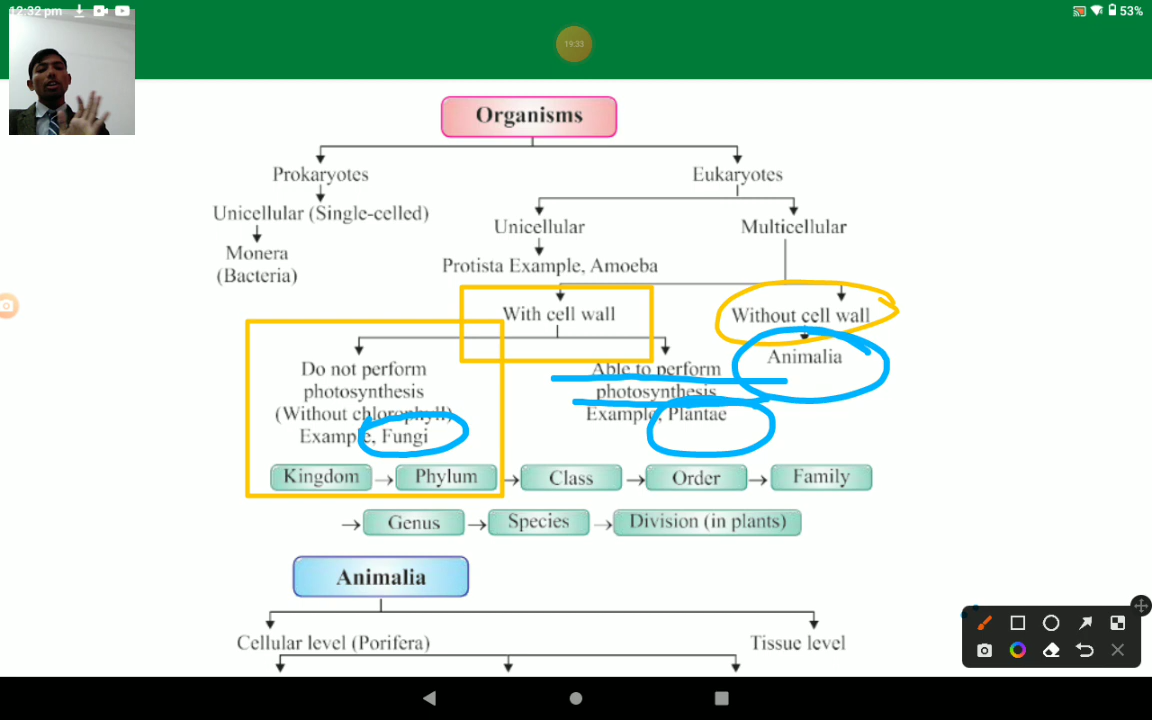 12:32 pm
53%
19:33
Organisms
Prokaryotes
Eukaryotes
Unicellular (Single-celled)
Unicellular
Multicellular
Monera
(Bacteria)
Protista Example, Amoeba
With cell wall
Without cell wall
Animalia
Do not perform
photosynthesis
(Without chlorophyll)
Example, Fungi
Able to perform
photosynthesis
Example, Plantae
Kingdom → Phylum → Class → Order → Family
→ Genus → Species → Division (in plants)
Animalia
Cellular level (Porifera)
Tissue level